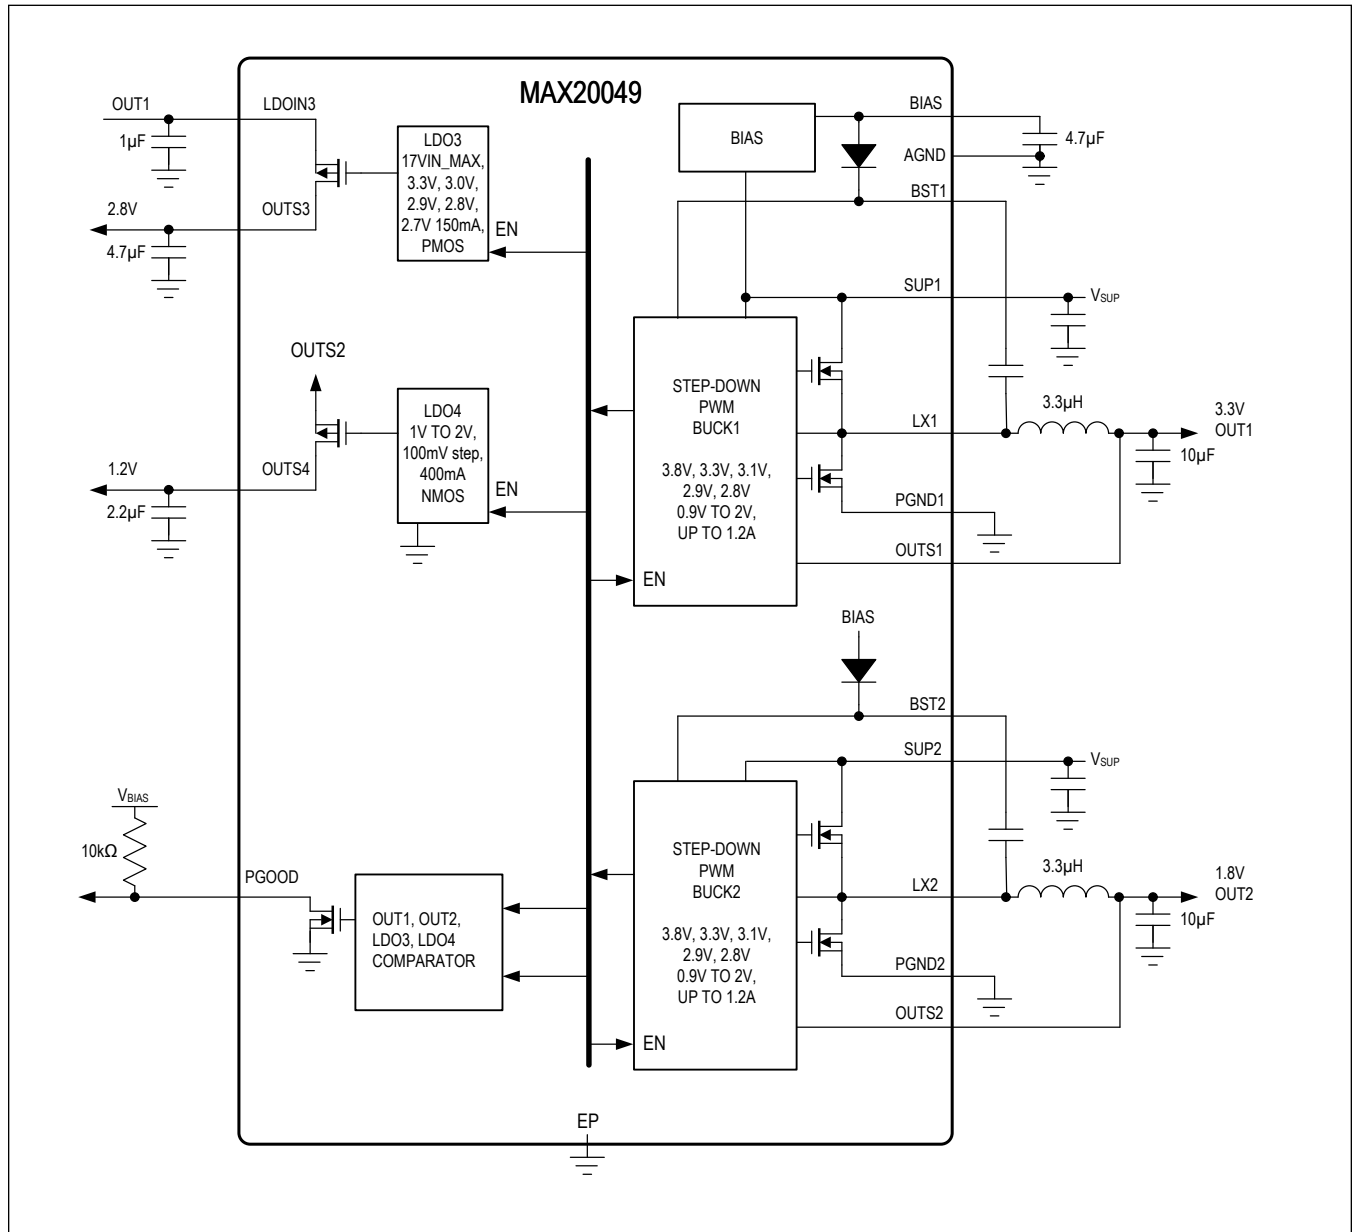 MAX20049
OUT1
LDOIN3
1µF
LDO3
17VIN_MAX,
3.3V, 3.0V,
2.9V, 2.8V,
2.7V 150mA,
PMOS
EN
2.8V
OUTS3
4.7µF
OUTS2
LDO4
1V TO 2V,
100mV step,
400mA
NMOS
EN
1.2V
OUTS4
2.2µF
VBIAS
10kΩ
PGOOD
OUT1, OUT2,
LDO3, LDO4
COMPARATOR
BIAS
BIAS
4.7µF
AGND
BST1
SUP1
VSUP
STEP-DOWN
PWM
BUCK1
3.8V, 3.3V, 3.1V,
2.9V, 2.8V
0.9V TO 2V,
UP TO 1.2A
EN
LX1
3.3µH
3.3V
OUT1
10µF
PGND1
OUTS1
BIAS
BST2
SUP2
VSUP
STEP-DOWN
PWM
BUCK2
3.8V, 3.3V, 3.1V,
2.9V, 2.8V
0.9V TO 2V,
UP TO 1.2A
EN
LX2
3.3µH
1.8V
OUT2
10µF
PGND2
OUTS2
EP